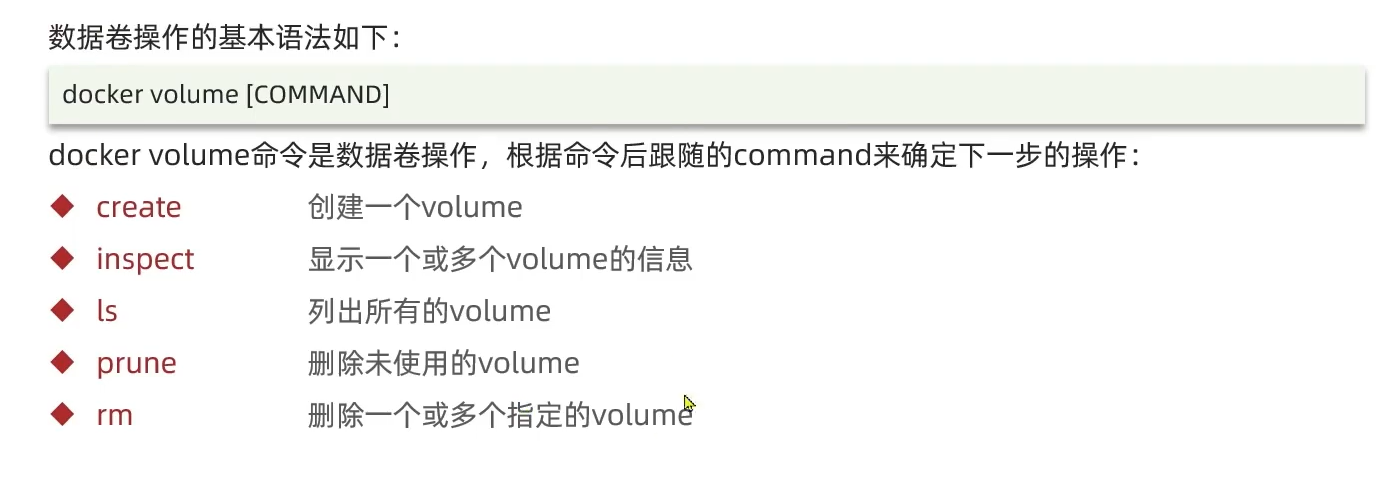 数据卷操作的基本语法如下：
docker volume [COMMAND]
docker volume命令是数据卷操作，根据命令后跟随的command来确定下一步的操作：
create 创建一个volume
inspect 显示一个或多个volume的信息
ls 列出所有的volume
prune 删除未使用的volume
rm 删除一个或多个指定的volume